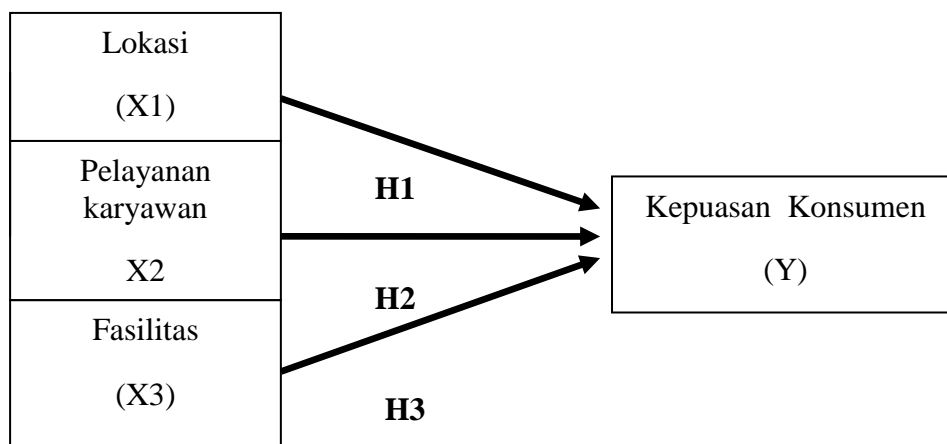 Lokasi
(X1)
Pelayanan
karyawan
X2
Fasilitas
(X3)
H1
H2
H3
Kepuasan Konsumen
(Y)